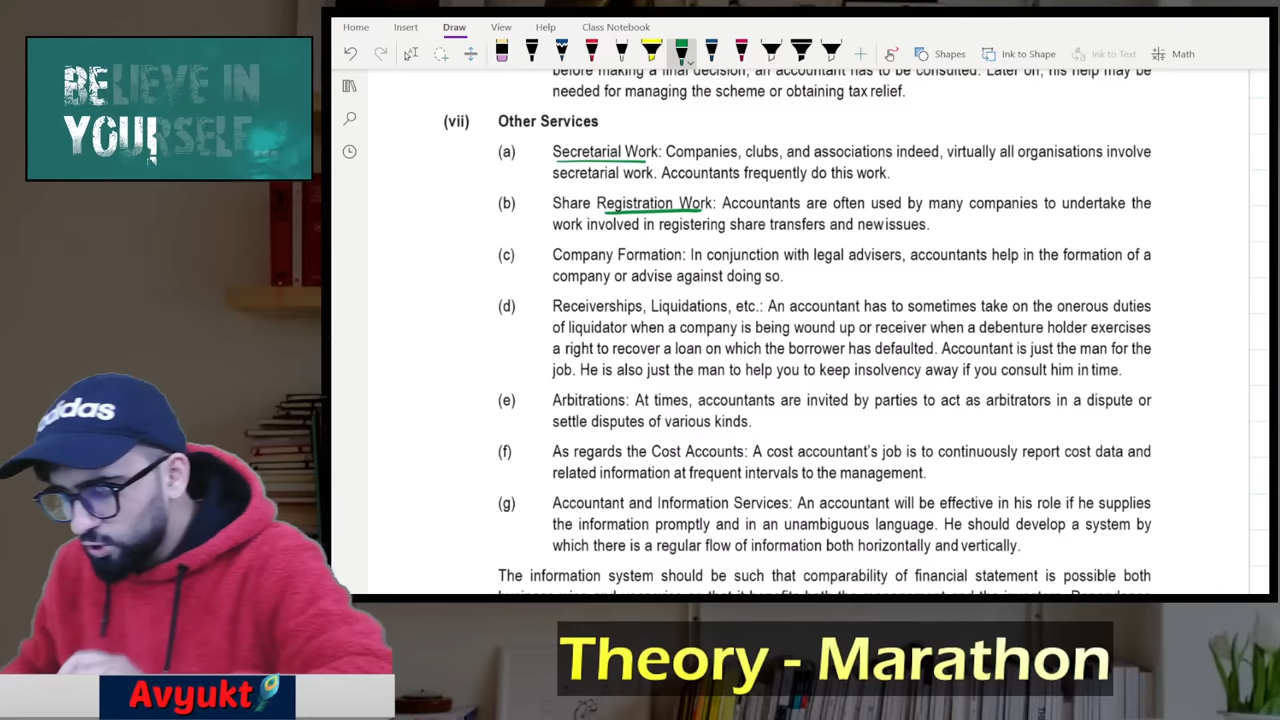 Home Insert Draw View Help Class Notebook
Shapes Ink to Shape Ink to Text Math
BELIEVE IN
YOURSELF...
before making a final decision, an accountant has to be consulted. Later on, his help may be
needed for managing the scheme or obtaining tax relief.
(vii) Other Services
(a) Secretarial Work: Companies, clubs, and associations indeed, virtually all organisations involve
secretarial work. Accountants frequently do this work.
(b) Share Registration Work: Accountants are often used by many companies to undertake the
work involved in registering share transfers and newissues.
(c) Company Formation: In conjunction with legal advisers, accountants help in the formation of a
company or advise against doing so.
(d) Receiverships, Liquidations, etc.: An accountant has to sometimes take on the onerous duties
of liquidator when a company is being wound up or receiver when a debenture holder exercises
a right to recover a loan on which the borrower has defaulted. Accountant is just the man for the
job. He is also just the man to help you to keep insolvency away if you consult him in time.
(e) Arbitrations: At times, accountants are invited by parties to act as arbitrators in a dispute or
settle disputes of various kinds.
(f) As regards the Cost Accounts: A cost accountant's job is to continuously report cost data and
related information at frequent intervals to the management.
(g) Accountant and Information Services: An accountant will be effective in his role if he supplies
the information promptly and in an unambiguous language. He should develop a system by
which there is a regular flow of information both horizontally and vertically.
The information system should be such that comparability of financial statement is possible both
adidas
Theory - Marathon
Avyukt